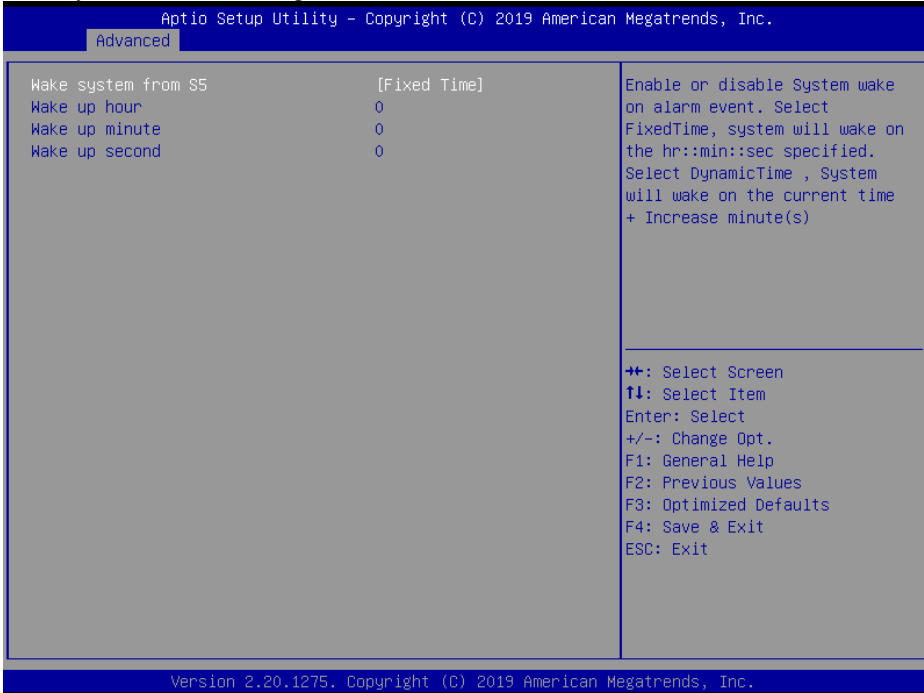 Aptio Setup Utility – Copyright (C) 2019 American Megatrends, Inc.
Advanced
Wake system from S5 [Fixed Time]
Wake up hour 0
Wake up minute 0
Wake up second 0
Enable or disable System wake
on alarm event. Select
FixedTime, system will wake on
the hr::min::sec specified.
Select DynamicTime , System
will wake on the current time
+ Increase minute(s)
→←: Select Screen
↑↓: Select Item
Enter: Select
+/-: Change Opt.
F1: General Help
F2: Previous Values
F3: Optimized Defaults
F4: Save & Exit
ESC: Exit
Version 2.20.1275. Copyright (C) 2019 American Megatrends, Inc.